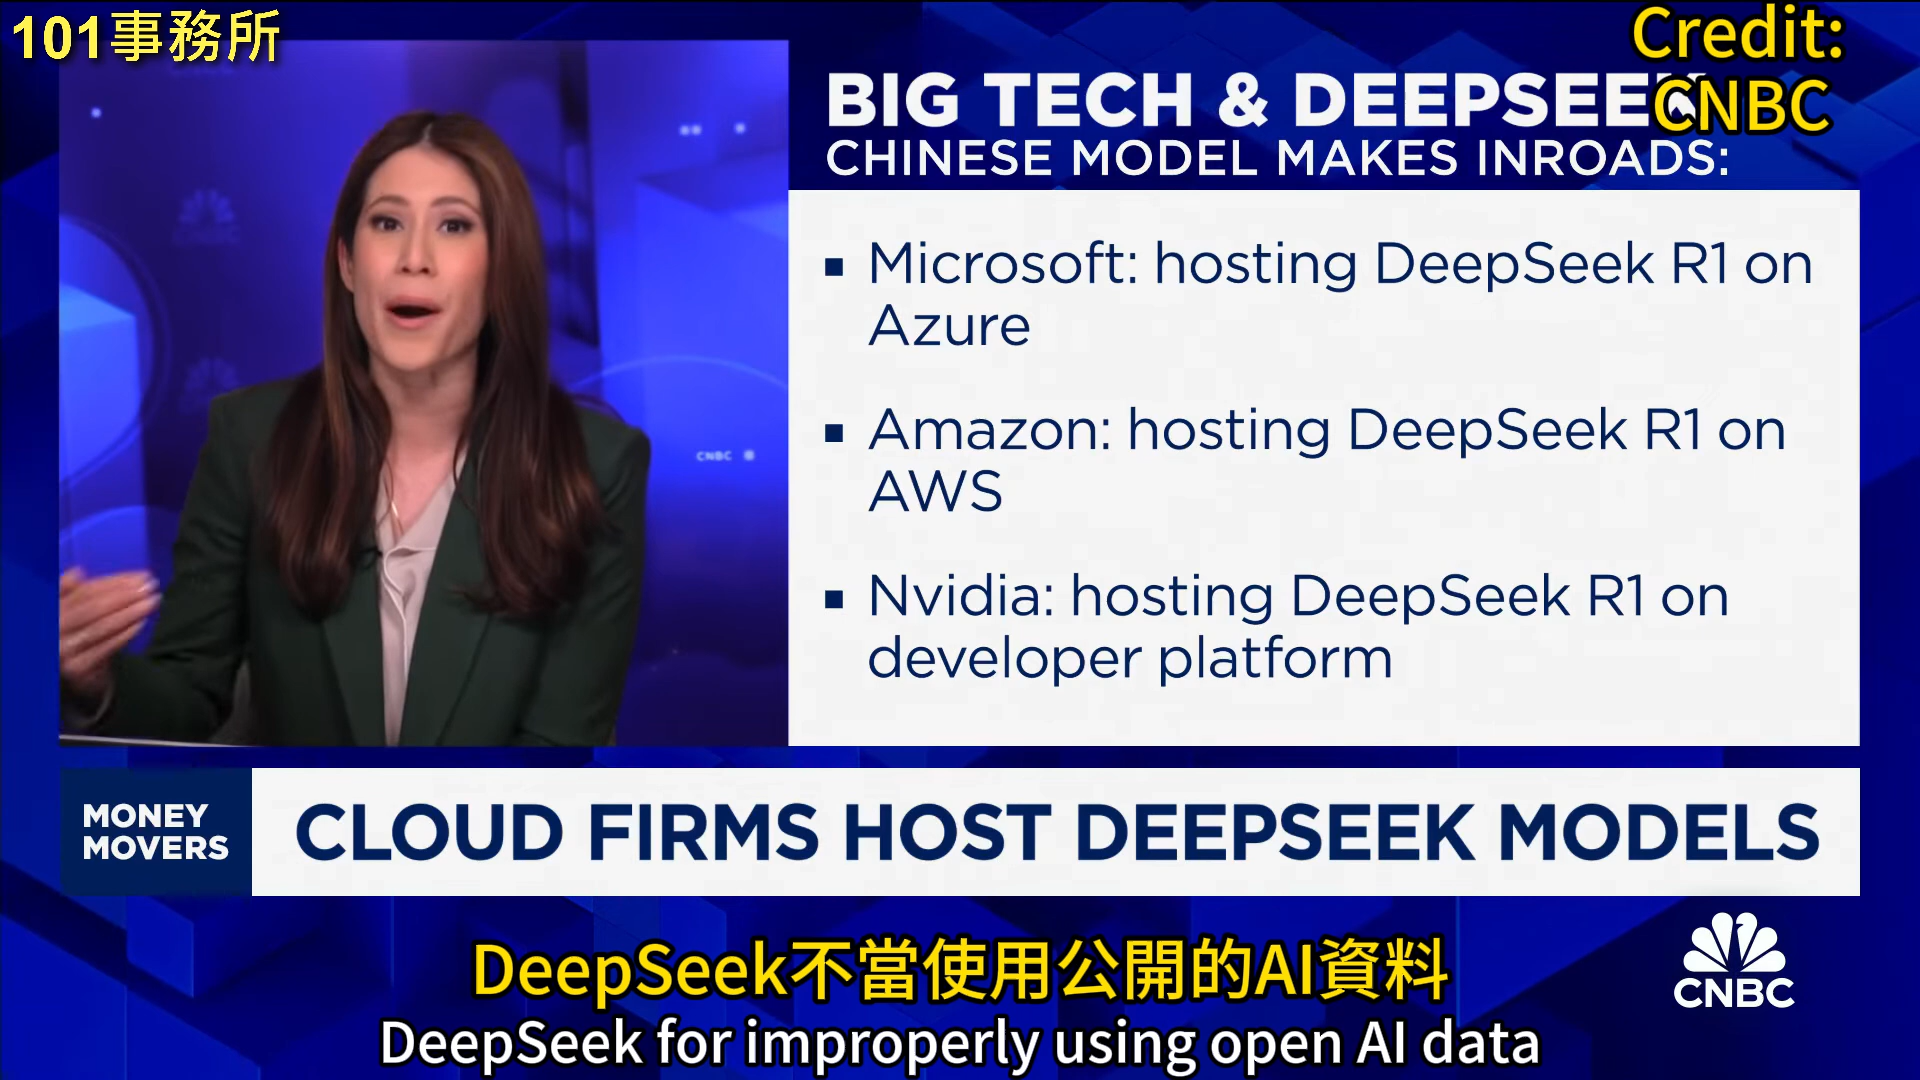 101事務所
Credit:
CNBC
BIG TECH & DEEPSEEK
CHINESE MODEL MAKES INROADS:
▪ Microsoft: hosting DeepSeek R1 on
Azure
▪ Amazon: hosting DeepSeek R1 on
AWS
▪ Nvidia: hosting DeepSeek R1 on
developer platform
CNBC
MONEY
MOVERS
CLOUD FIRMS HOST DEEPSEEK MODELS
CNBC
DeepSeek不當使用公開的AI資料
DeepSeek for improperly using open AI data